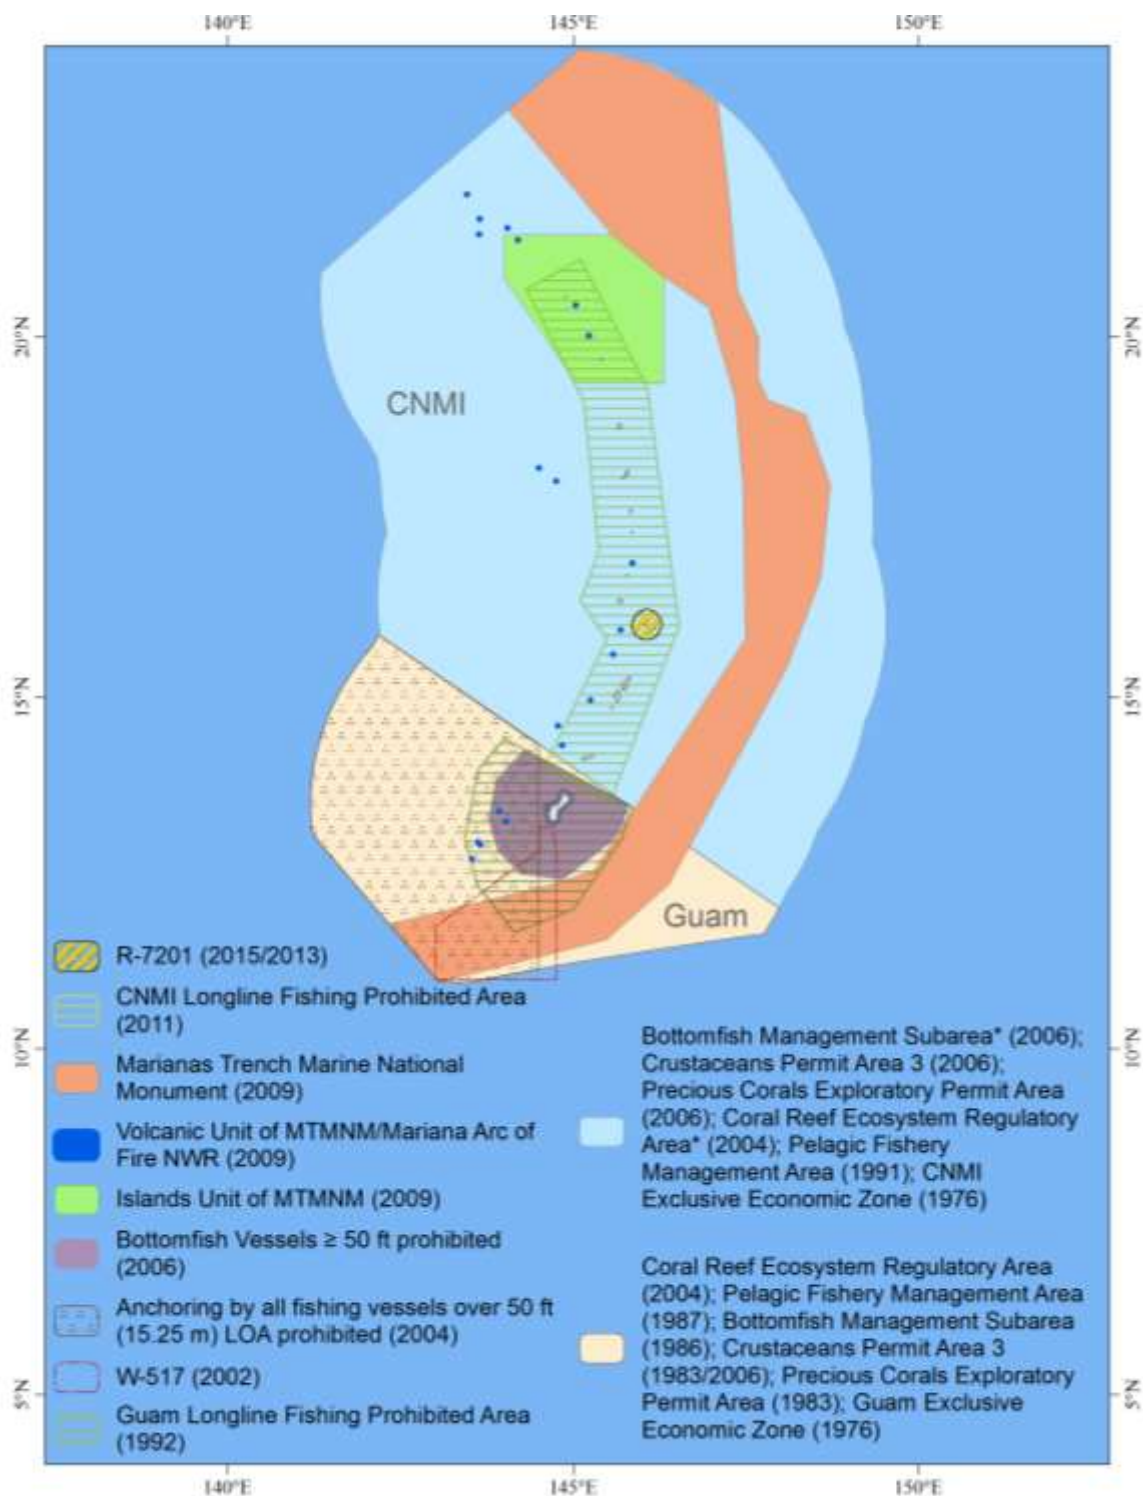 140°E 145°E 150°E
20°N 20°N
CNMI
15°N 15°N
Guam
R-7201 (2015/2013)
CNMI Longline Fishing Prohibited Area
(2011)
Marianas Trench Marine National
Monument (2009)
Volcanic Unit of MTMNM/Mariana Arc of
Fire NWR (2009)
Islands Unit of MTMNM (2009)
Bottomfish Vessels ≥ 50 ft prohibited
(2006)
Anchoring by all fishing vessels over 50 ft
(15.25 m) LOA prohibited (2004)
W-517 (2002)
Guam Longline Fishing Prohibited Area
(1992)
10°N 10°N
Bottomfish Management Subarea* (2006);
Crustaceans Permit Area 3 (2006);
Precious Corals Exploratory Permit Area
(2006); Coral Reef Ecosystem Regulatory
Area* (2004); Pelagic Fishery
Management Area (1991); CNMI
Exclusive Economic Zone (1976)
Coral Reef Ecosystem Regulatory Area
(2004); Pelagic Fishery Management Area
(1987); Bottomfish Management Subarea
(1986); Crustaceans Permit Area 3
(1983/2006); Precious Corals Exploratory
Permit Area (1983); Guam Exclusive
Economic Zone (1976)
5°N 5°N
140°E 145°E 150°E